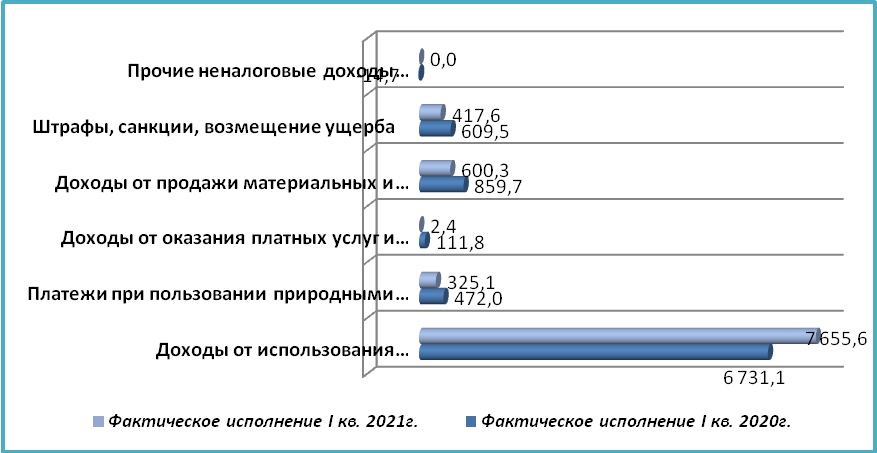 Прочие неналоговые доходы...
0,0
14,7
Штрафы, санкции, возмещение ущерба
417,6
609,5
Доходы от продажи материальных и...
600,3
859,7
Доходы от оказания платных услуг и...
2,4
111,8
Платежи при пользовании природными...
325,1
472,0
Доходы от использования...
7 655,6
6 731,1
Фактическое исполнение I кв. 2021г.
Фактическое исполнение I кв. 2020г.